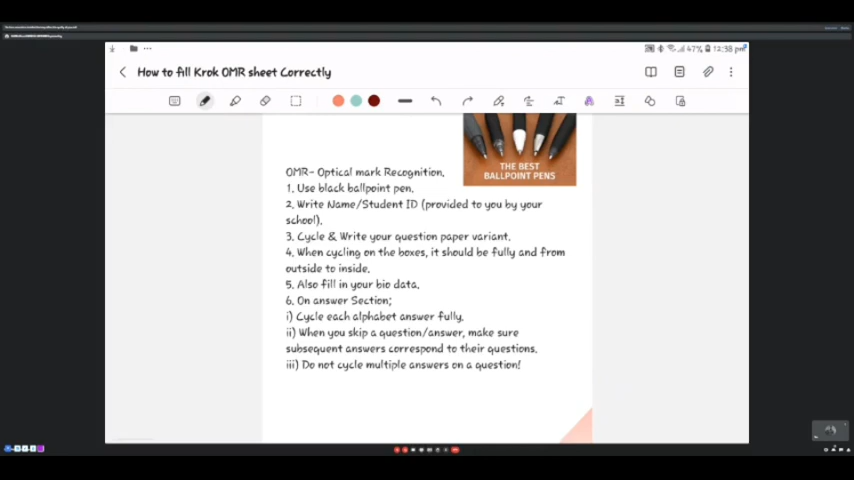 12:38 pm
47%
How to fill Krok OMR sheet Correctly
THE BEST
BALLPOINT PENS
OMR- Optical mark Recognition.
1. Use black ballpoint pen.
2. Write Name/Student ID (provided to you by your
school).
3. Cycle & Write your question paper variant.
4. When cycling on the boxes, it should be fully and from
outside to inside.
5. Also fill in your bio data.
6. On answer Section;
i) Cycle each alphabet answer fully.
ii) When you skip a question/answer, make sure
subsequent answers correspond to their questions.
iii) Do not cycle multiple answers on a question!